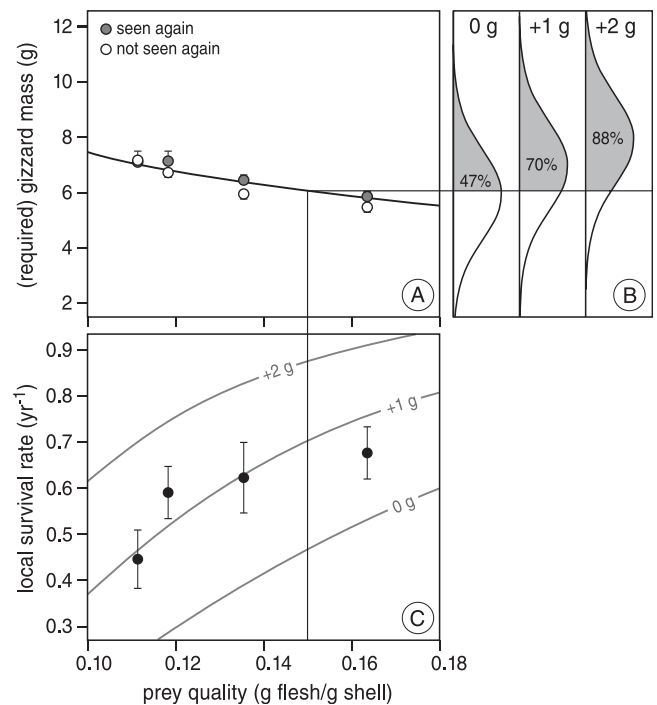 12
10
8
6
4
2
(required) gizzard mass (g)
seen again
not seen again
A
0 g
+1 g
+2 g
47%
70%
88%
B
0.9
0.8
0.7
0.6
0.5
0.4
0.3
local survival rate (yr-1)
+2 g
+1 g
0 g
C
0.10
0.12
0.14
0.16
0.18
prey quality (g flesh/g shell)